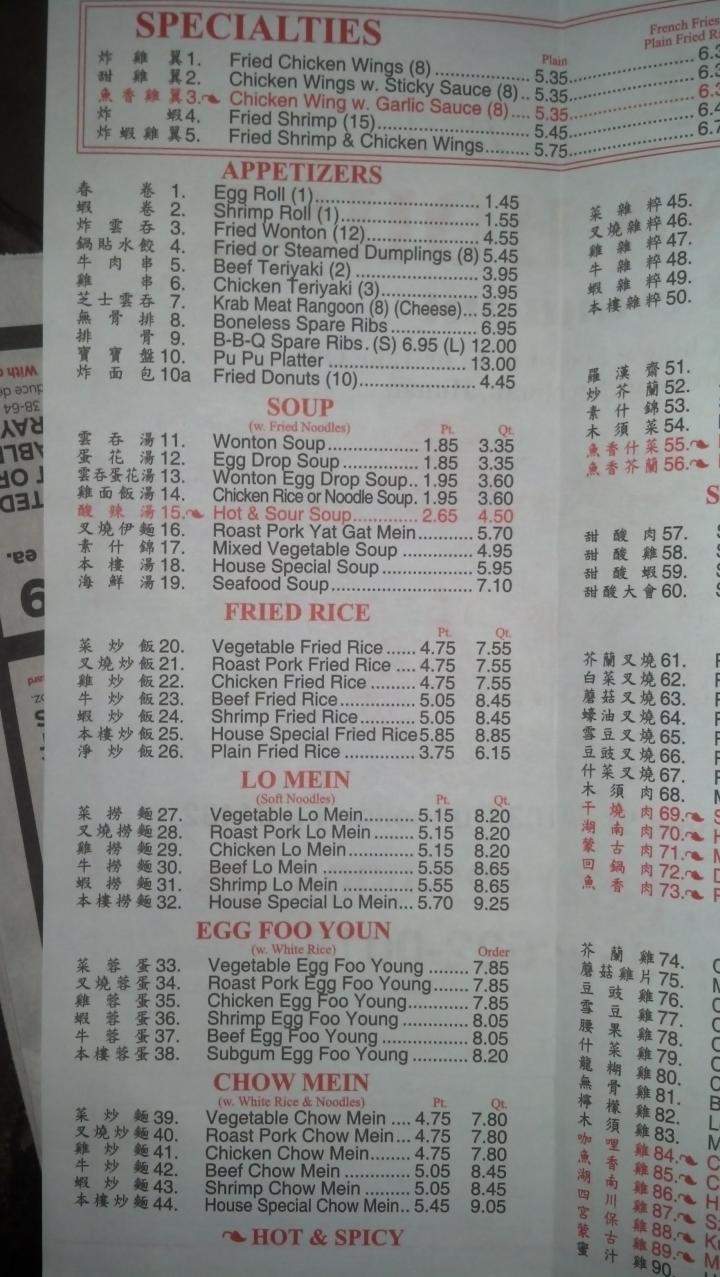 SPECIALTIES
French Fries
Plain Plain Fried
炸雞翼 1. Fried Chicken Wings (8) 5.35
甜雞翼 2. Chicken Wings w. Sticky Sauce (8) 5.35
魚香雞翼 3. Chicken Wing w. Garlic Sauce (8) 5.35
炸蝦 4. Fried Shrimp (15) 5.45
炸蝦雞翼 5. Fried Shrimp & Chicken Wings 5.75
APPETIZERS
春卷 1. Egg Roll (1) 1.45
蝦卷 2. Shrimp Roll (1) 1.55
炸雲吞 3. Fried Wonton (12) 4.55
鍋貼水餃 4. Fried or Steamed Dumplings (8) 5.45
牛肉串 5. Beef Teriyaki (2) 3.95
雞串 6. Chicken Teriyaki (3) 3.95
芝士雲吞 7. Krab Meat Rangoon (8) (Cheese) 5.25
無骨排 8. Boneless Spare Ribs 6.95
排骨 9. B-B-Q Spare Ribs. (S) 6.95 (L) 12.00
寶寶盤 10. Pu Pu Platter 13.00
炸面包 10a Fried Donuts (10) 4.45
SOUP
(w. Fried Noodles) Pt. Qt.
雲吞湯 11. Wonton Soup 1.85 3.35
蛋花湯 12. Egg Drop Soup 1.85 3.35
雲吞蛋花湯 13. Wonton Egg Drop Soup 1.95 3.60
雞面飯湯 14. Chicken Rice or Noodle Soup. 1.95 3.60
酸辣湯 15. Hot & Sour Soup 2.65 4.50
叉燒伊麵 16. Roast Pork Yat Gat Mein 5.70
素什錦 17. Mixed Vegetable Soup 4.95
本樓湯 18. House Special Soup 5.95
海鮮湯 19. Seafood Soup 7.10
FRIED RICE
Pt. Qt.
菜炒飯 20. Vegetable Fried Rice 4.75 7.55
叉燒炒飯 21. Roast Pork Fried Rice 4.75 7.55
雞炒飯 22. Chicken Fried Rice 4.75 7.55
牛炒飯 23. Beef Fried Rice 5.05 8.45
蝦炒飯 24. Shrimp Fried Rice 5.05 8.45
本樓炒飯 25. House Special Fried Rice 5.85 8.85
淨炒飯 26. Plain Fried Rice 3.75 6.15
LO MEIN
(Soft Noodles) Pt. Qt.
菜撈麵 27. Vegetable Lo Mein 5.15 8.20
叉燒撈麵 28. Roast Pork Lo Mein 5.15 8.20
雞撈麵 29. Chicken Lo Mein 5.15 8.20
牛撈麵 30. Beef Lo Mein 5.55 8.65
蝦撈麵 31. Shrimp Lo Mein 5.55 8.65
本樓撈麵 32. House Special Lo Mein 5.70 9.25
EGG FOO YOUN
(w. White Rice) Order
菜蓉蛋 33. Vegetable Egg Foo Young 7.85
叉燒蓉蛋 34. Roast Pork Egg Foo Young 7.85
雞蓉蛋 35. Chicken Egg Foo Young 7.85
蝦蓉蛋 36. Shrimp Egg Foo Young 8.05
牛蓉蛋 37. Beef Egg Foo Young 8.05
本樓蓉蛋 38. Subgum Egg Foo Young 8.20
CHOW MEIN
(w. White Rice & Noodles) Pt. Qt.
菜炒麵 39. Vegetable Chow Mein 4.75 7.80
叉燒炒麵 40. Roast Pork Chow Mein 4.75 7.80
雞炒麵 41. Chicken Chow Mein 4.75 7.80
牛炒麵 42. Beef Chow Mein 5.05 8.45
蝦炒麵 43. Shrimp Chow Mein 5.05 8.45
本樓炒麵 44. House Special Chow Mein 5.45 9.05
HOT & SPICY
菜雜粹 45.
叉燒雜粹 46.
雞雜粹 47.
牛雜粹 48.
蝦雜粹 49.
本樓雜粹 50.
羅漢齋 51.
炒芥蘭 52.
素什錦 53.
木須菜 54.
魚香什菜 55.
魚香芥蘭 56.
甜酸肉 57.
甜酸雞 58.
甜酸蝦 59.
甜酸大會 60.
芥蘭叉燒 61.
白菜叉燒 62.
蘑菇叉燒 63.
蠔油叉燒 64.
雪豆叉燒 65.
豆豉叉燒 66.
什菜叉燒 67.
木須肉 68.
干燒肉 69.
湖南肉 70.
蒙古肉 71.
回鍋肉 72.
魚香肉 73.
芥蘭雞 74.
蘑菇雞片 75.
豆豉雞 76.
雪豆雞 77.
腰果雞 78.
什菜雞 79.
龍糊雞 80.
無骨雞 81.
檸檬雞 82.
木須雞 83.
咖哩雞 84.
魚香雞 85.
湖南雞 86.
四川雞 87.
宮保雞 88.
蒙古雞 89.
蜜汁雞 90.